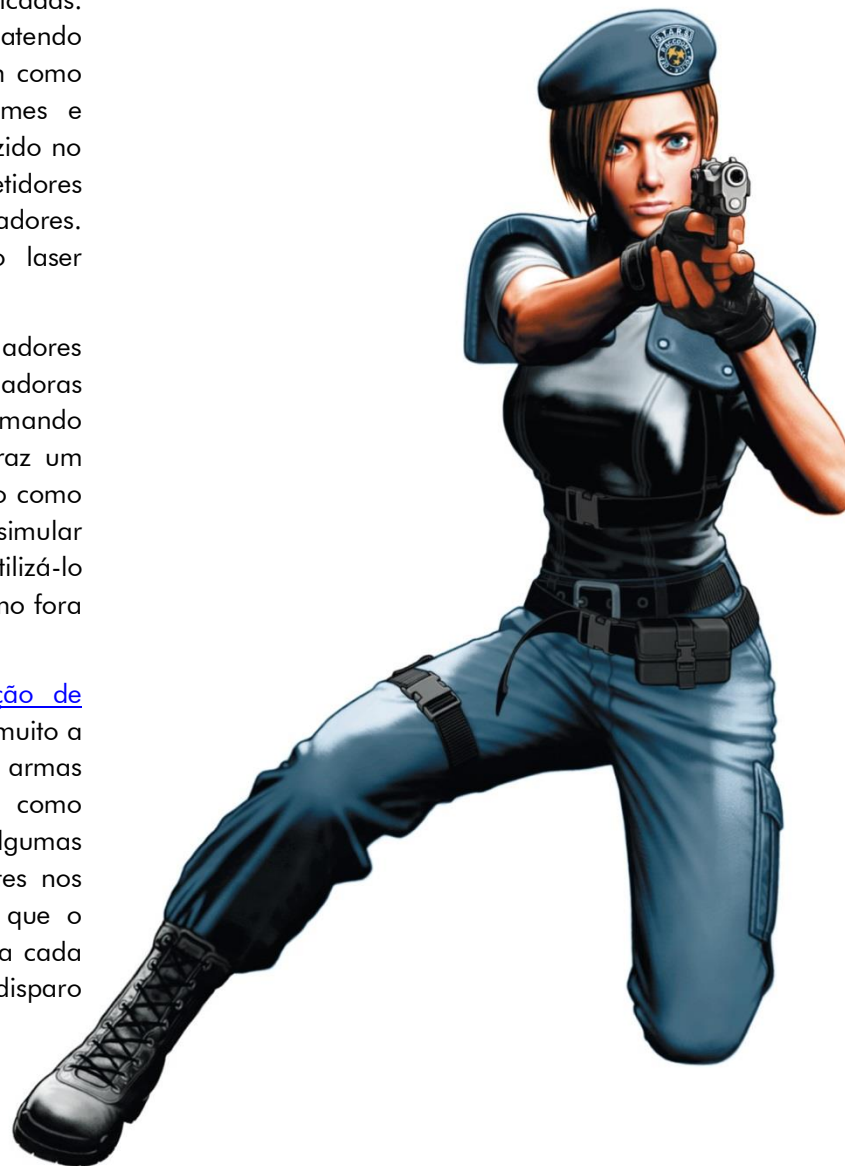 icadas.
atendo
como
mes e
zido no
etidores
adores.
o laser
adores
adoras
mando
raz um
o como
simular
tilizá-lo
no fora
ção de
muito a
armas
como
lgumas
res nos
que o
a cada
disparo
S.T.A.R.S.